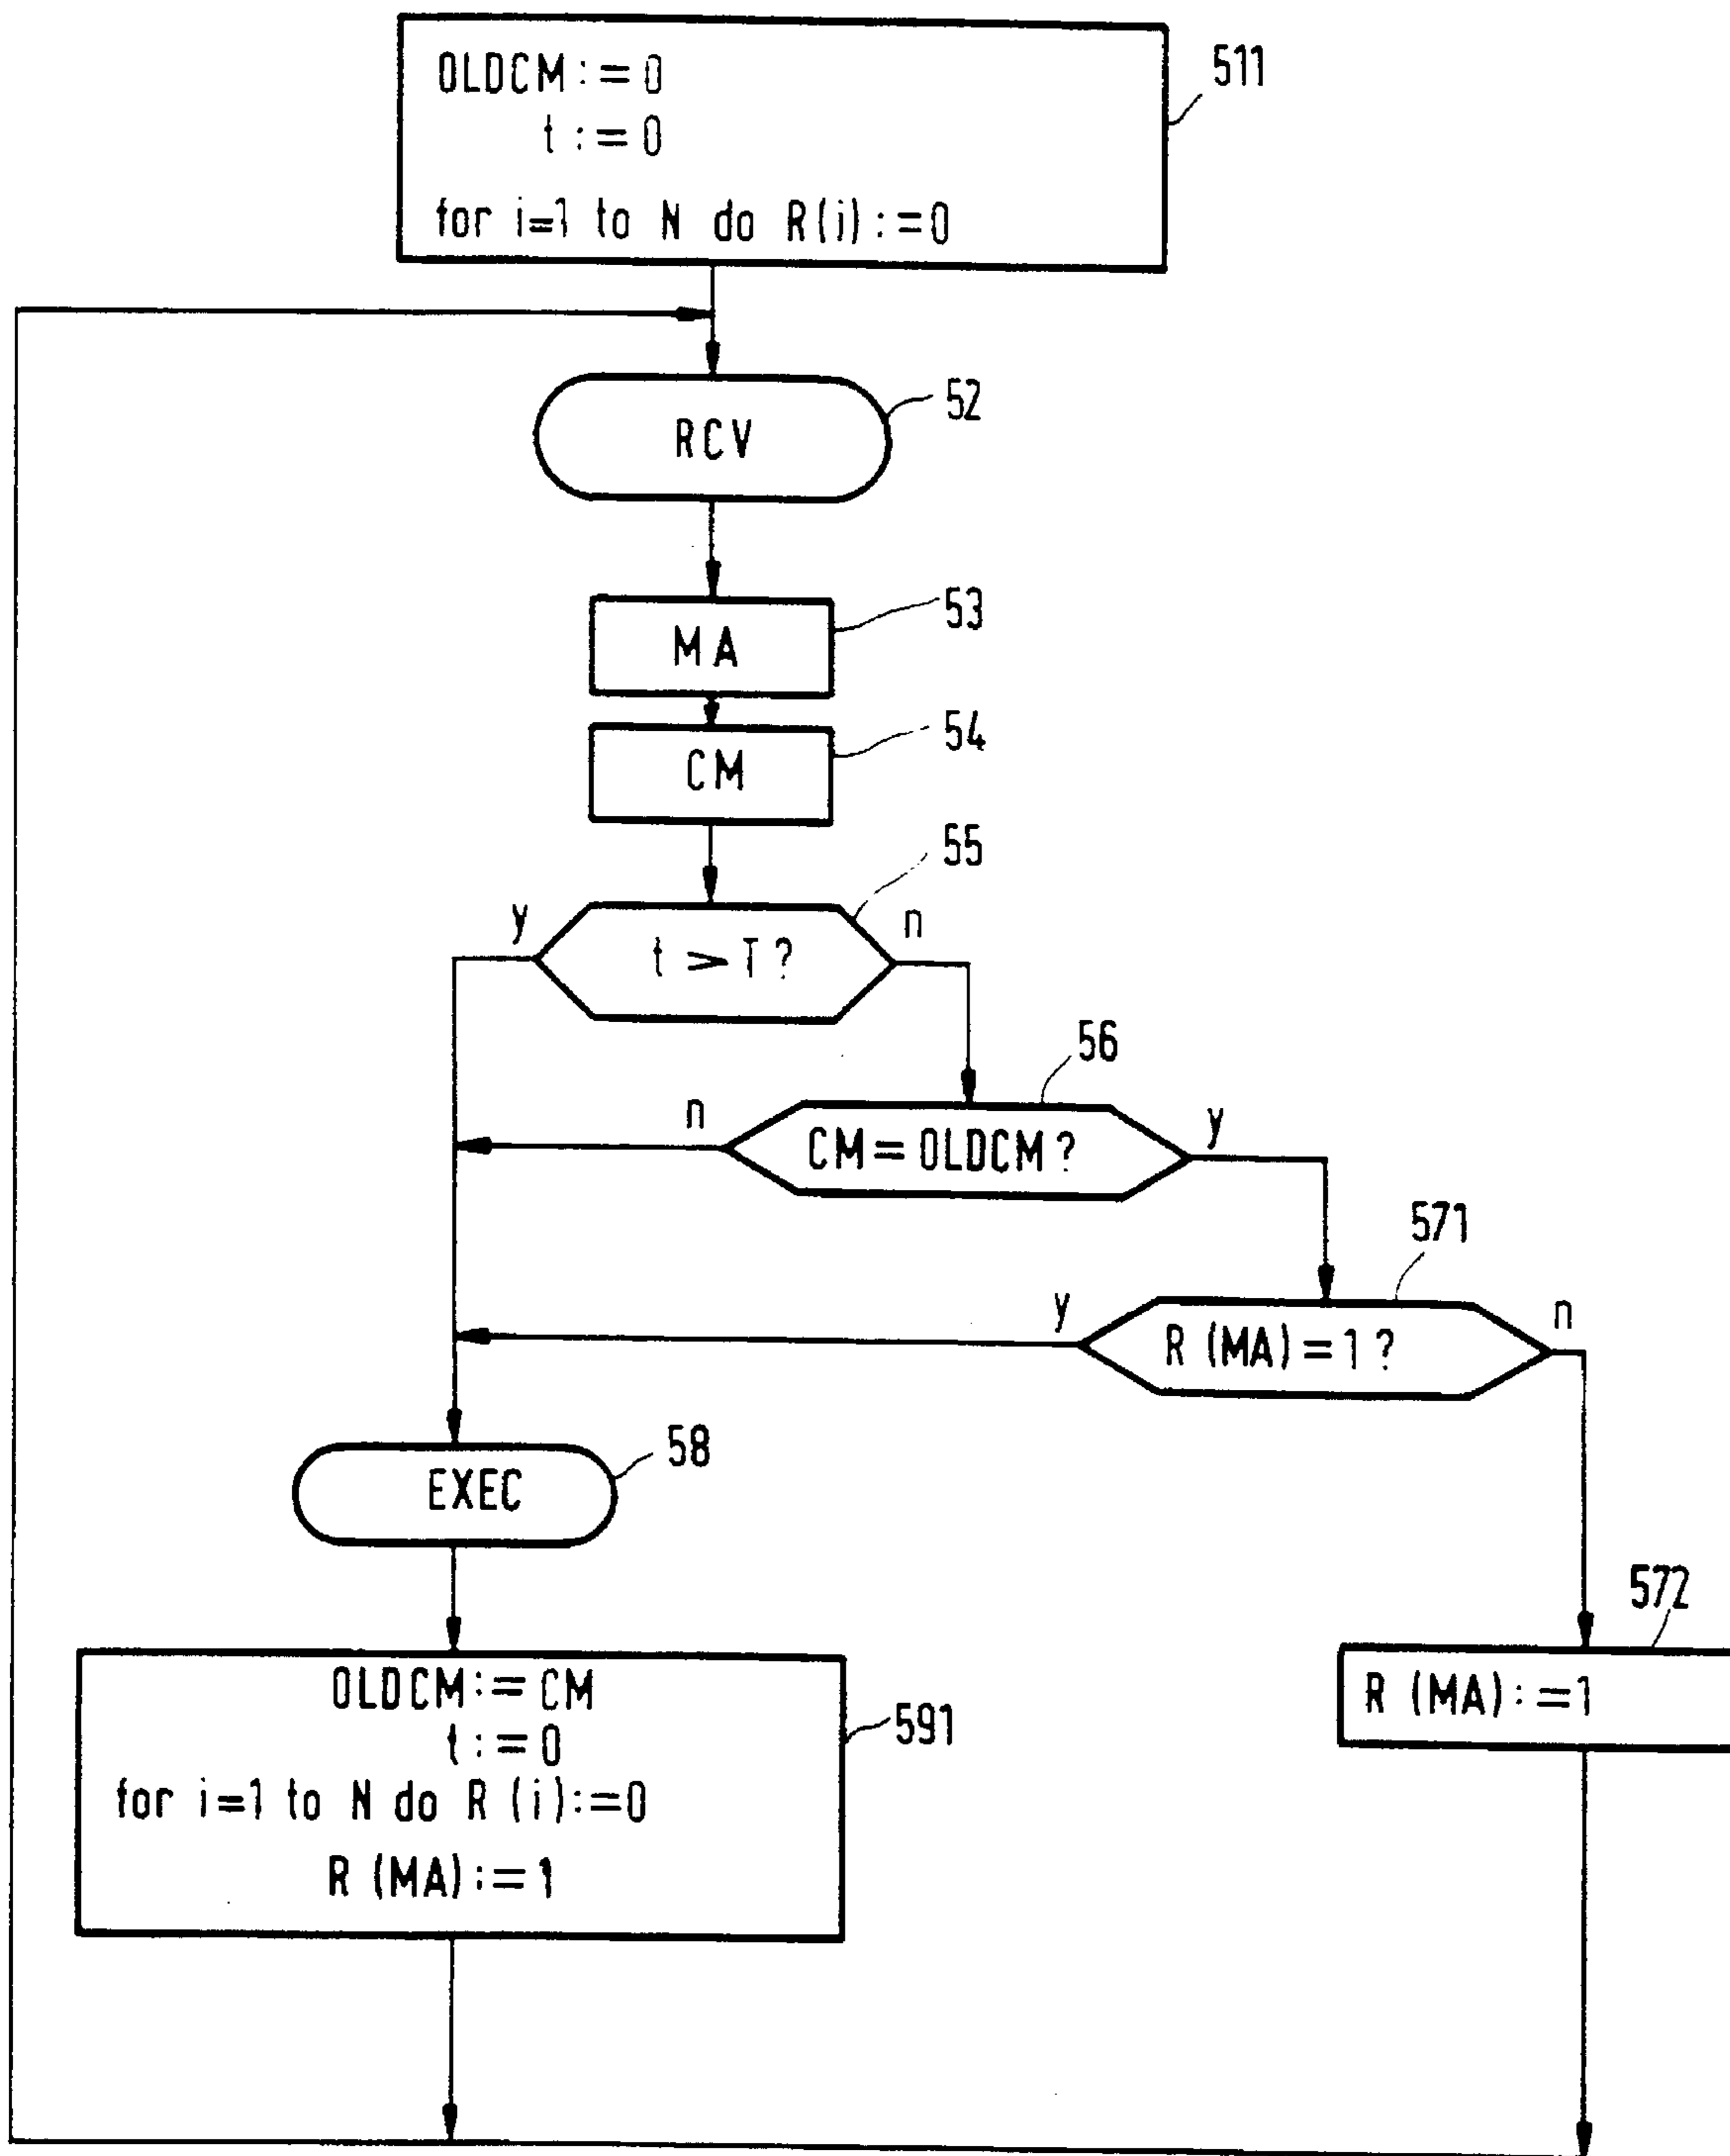 OLDCM := 0
t := 0
for i=1 to N do R(i) :=0
511
RCV
52
MA
53
CM
54
55
y
t > T ?
n
56
n
CM = OLDCM ?
y
571
y
R (MA) = 1 ?
n
EXEC
58
572
R (MA) : =1
OLDCM := CM
t := 0
for i=1 to N do R (i) :=0
R (MA) := 1
591